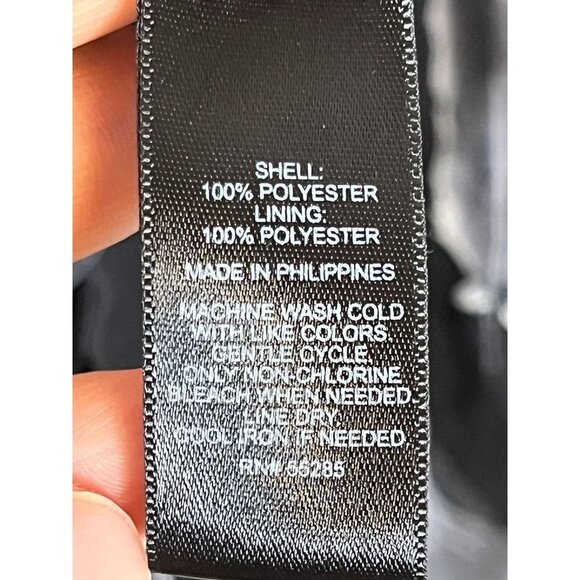 SHELL:
100% POLYESTER
LINING:
100% POLYESTER
MADE IN PHILIPPINES
MACHINE WASH COLD
WITH LIKE COLORS
GENTLE CYCLE.
ONLY NON-CHLORINE
BLEACH WHEN NEEDED.
LINE DRY.
COOL IRON IF NEEDED.
RN# 55285